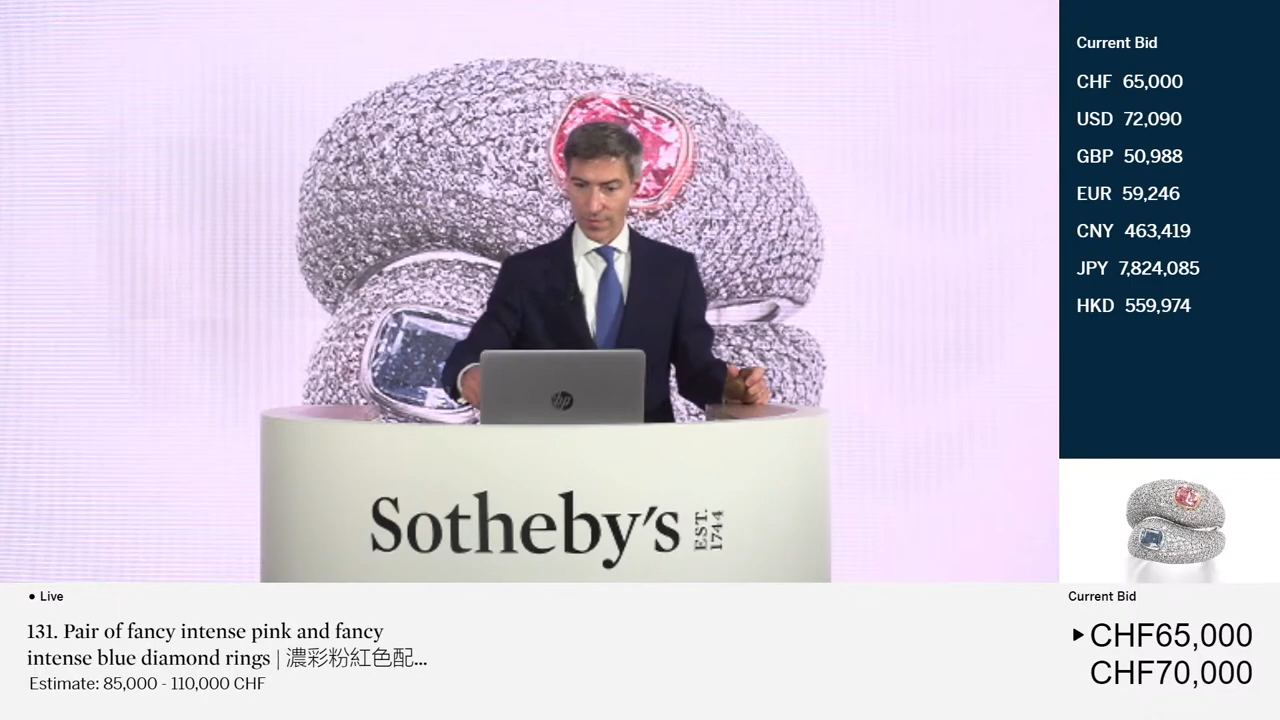 Current Bid
CHF 65,000
USD 72,090
GBP 50,988
EUR 59,246
CNY 463,419
JPY 7,824,085
HKD 559,974
hp
Sotheby's
EST.
1744
• Live
131. Pair of fancy intense pink and fancy
intense blue diamond rings | 濃彩粉紅色配...
Estimate: 85,000 - 110,000 CHF
Current Bid
CHF65,000
CHF70,000